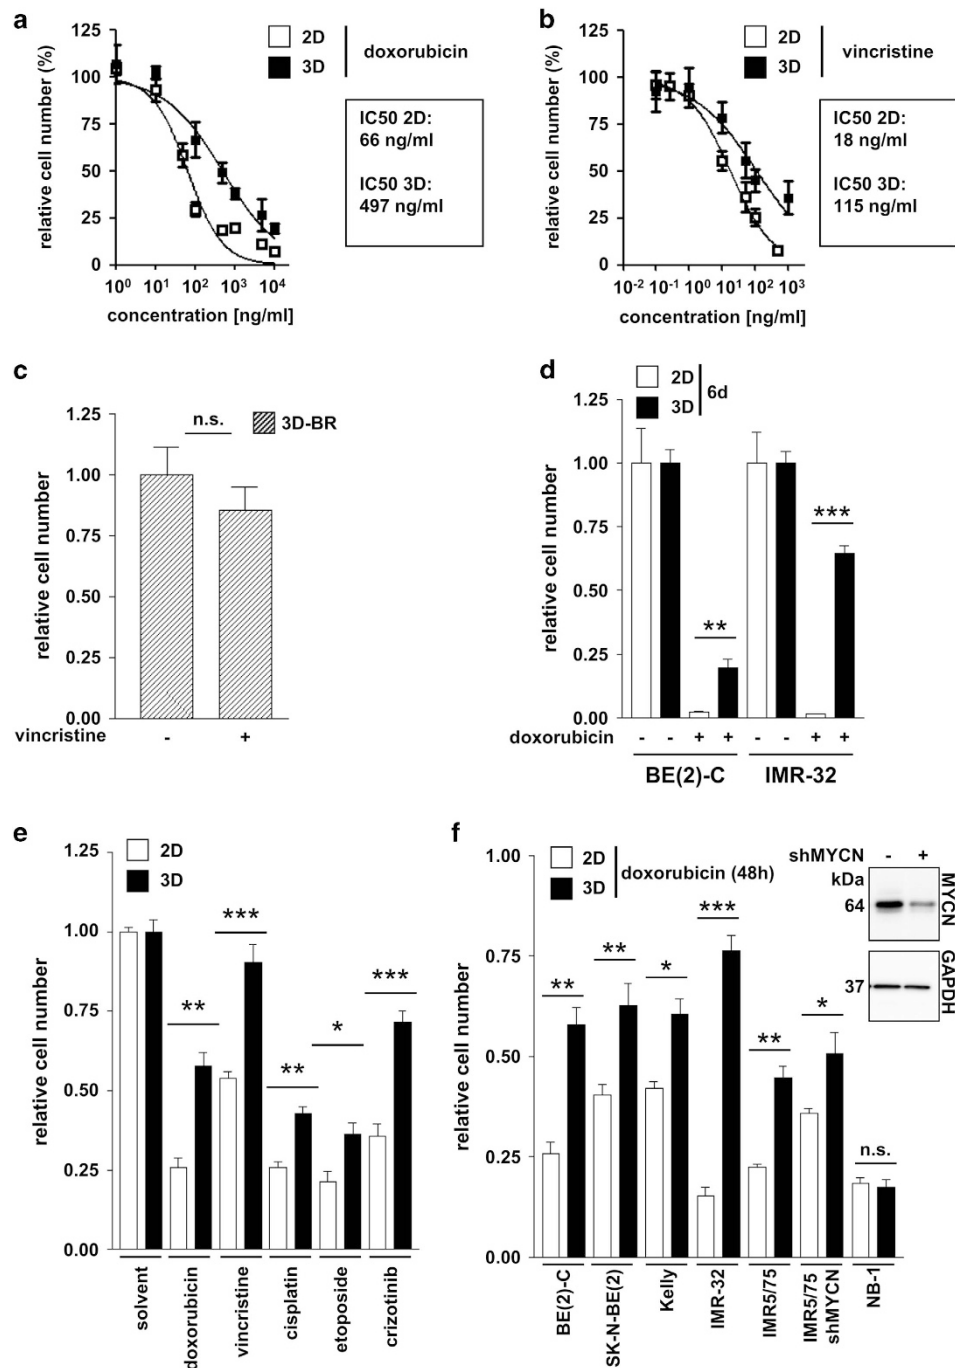 a
125
100
75
50
25
0
relative cell number (%)
10⁰ 10¹ 10² 10³ 10⁴
concentration [ng/ml]
2D
3D
doxorubicin
IC50 2D:
66 ng/ml
IC50 3D:
497 ng/ml
b
125
100
75
50
25
0
relative cell number (%)
10⁻² 10⁻¹ 10⁰ 10¹ 10² 10³
concentration [ng/ml]
2D
3D
vincristine
IC50 2D:
18 ng/ml
IC50 3D:
115 ng/ml
c
1.25
1.00
0.75
0.50
0.25
0.00
relative cell number
n.s.
3D-BR
vincristine - +
d
2D
3D
6d
1.25
1.00
0.75
0.50
0.25
0.00
relative cell number
**
***
doxorubicin - - + + - - + +
BE(2)-C IMR-32
e
2D
3D
1.25
1.00
0.75
0.50
0.25
0.00
relative cell number
**
***
**
*
***
solvent
doxorubicin
vincristine
cisplatin
etoposide
crizotinib
f
2D
3D
doxorubicin (48h)
1.00
0.75
0.50
0.25
0.00
relative cell number
**
**
*
***
**
*
n.s.
BE(2)-C
SK-N-BE(2)
Kelly
IMR-32
IMR5/75
IMR5/75
shMYCN
NB-1
shMYCN - +
kDa
64
MYCN
37
GAPDH